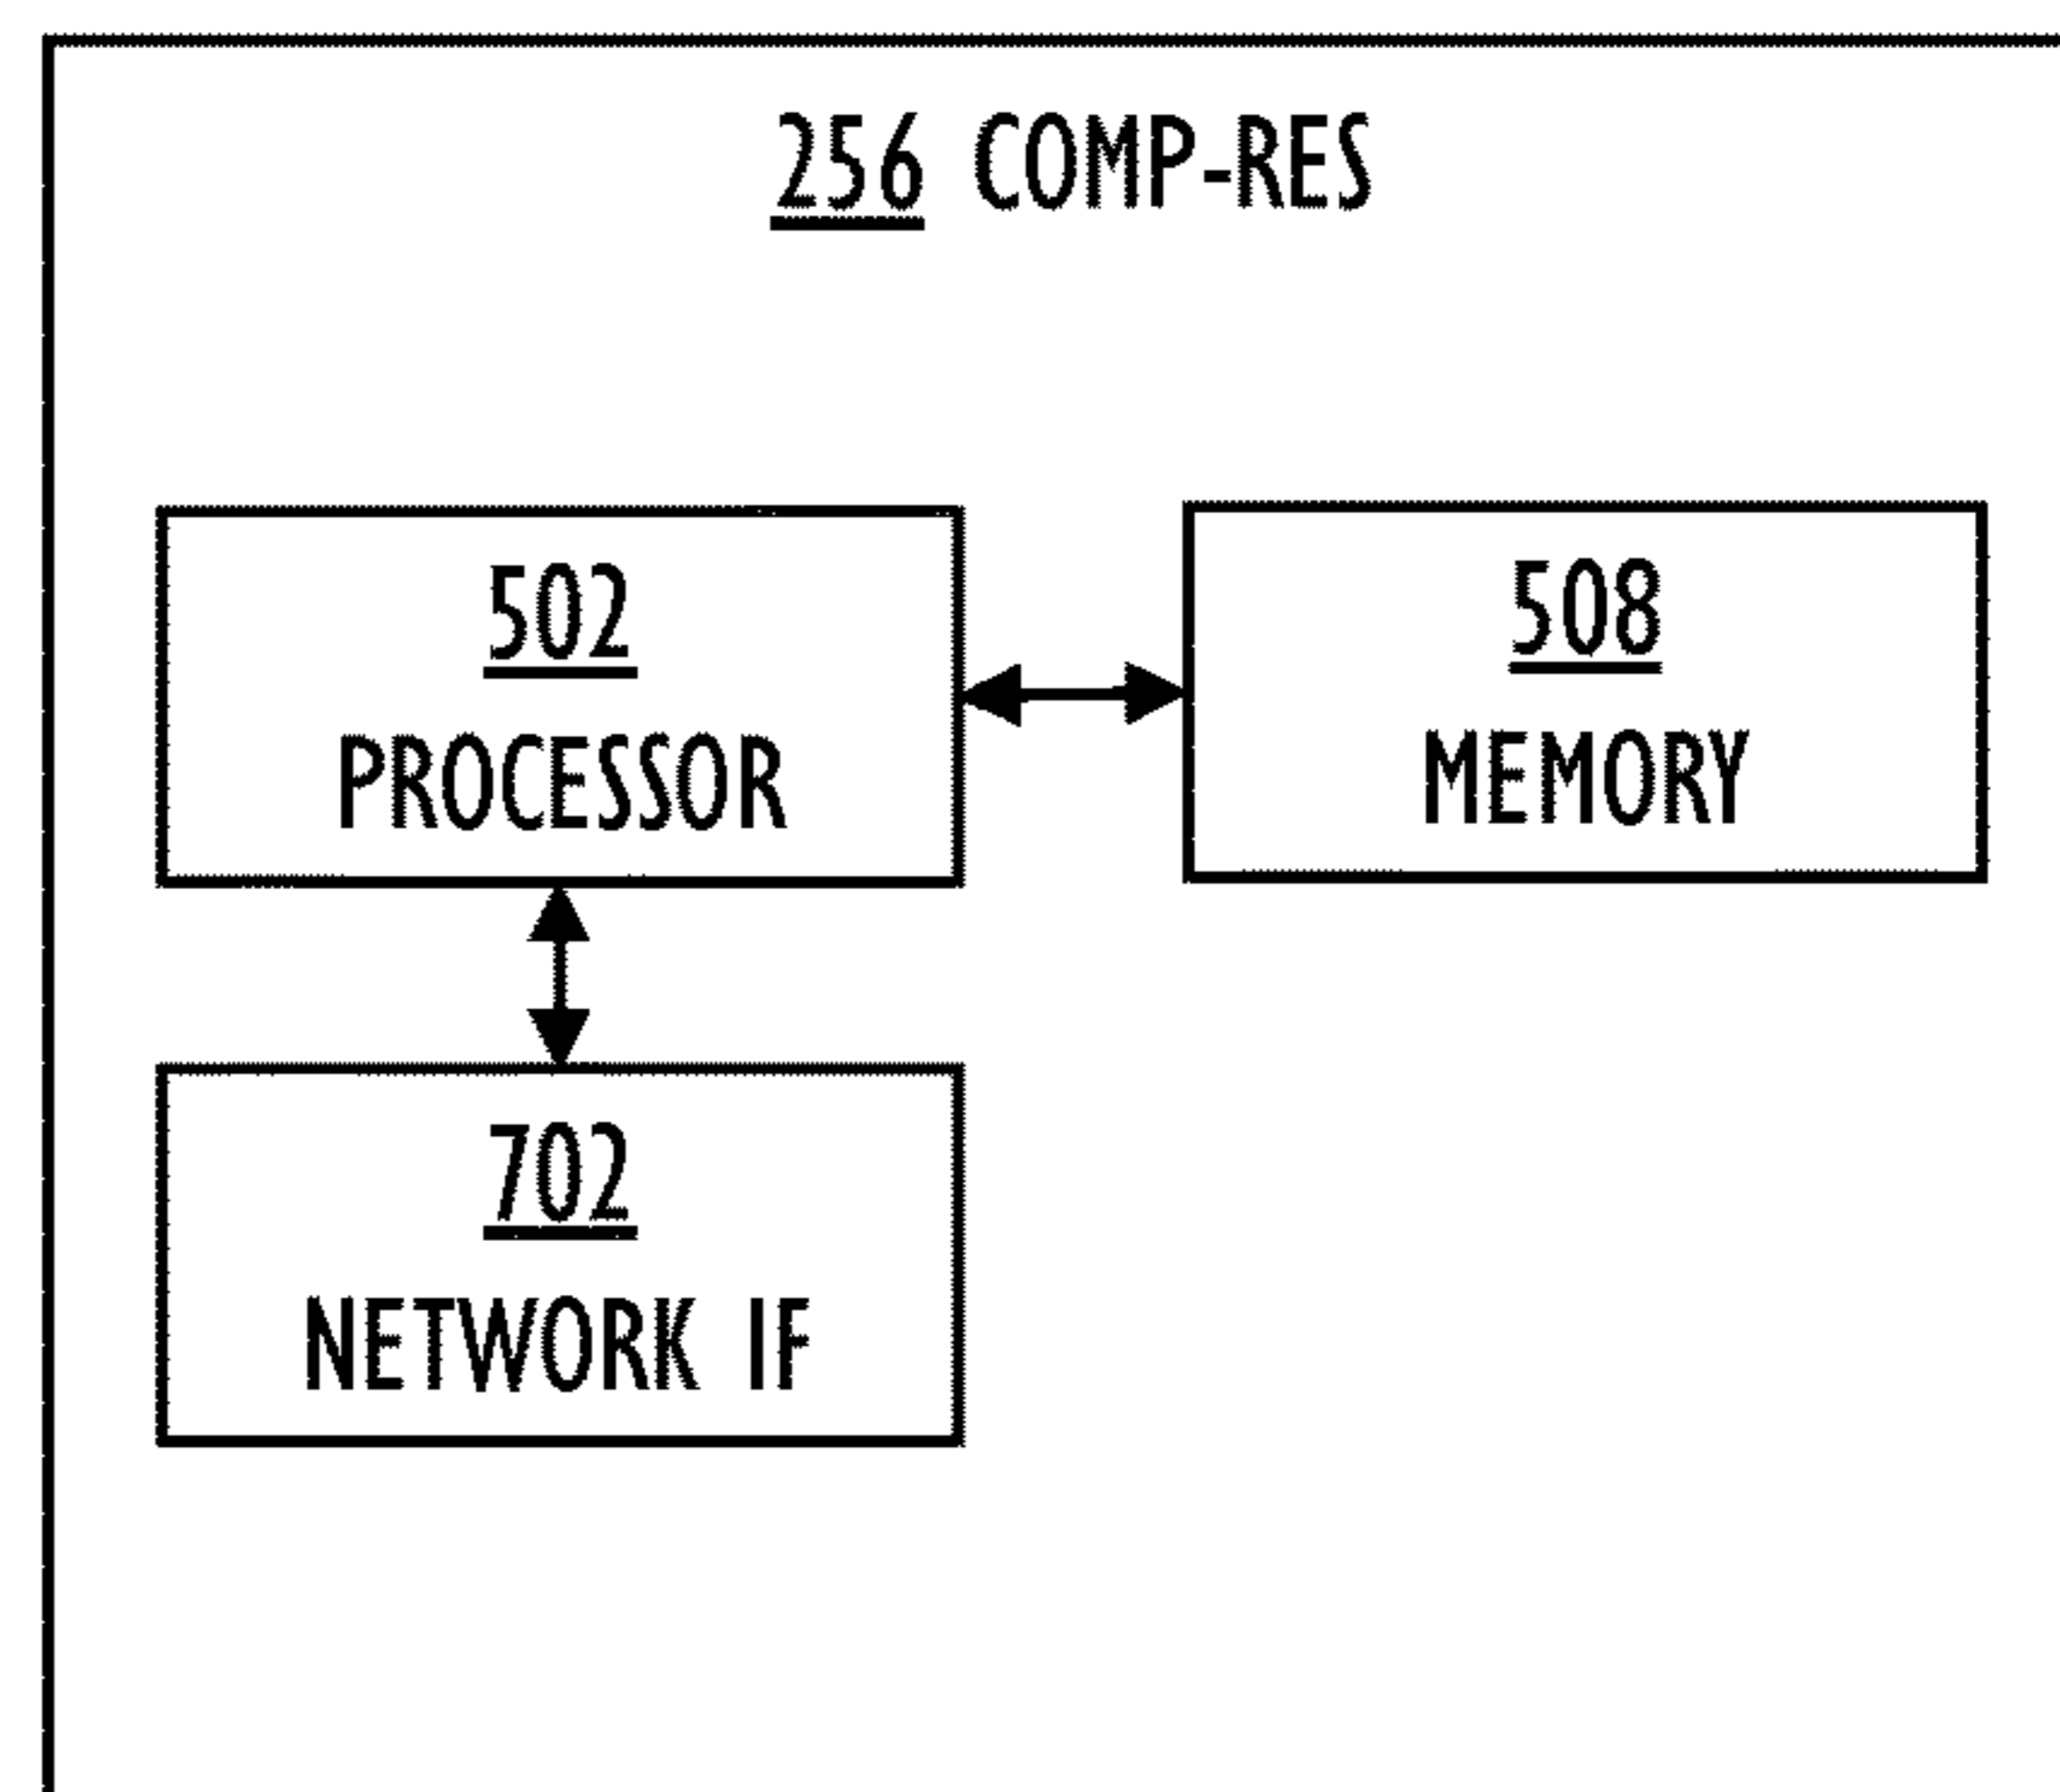 256 COMP-RES
502
PROCESSOR
508
MEMORY
702
NETWORK IF